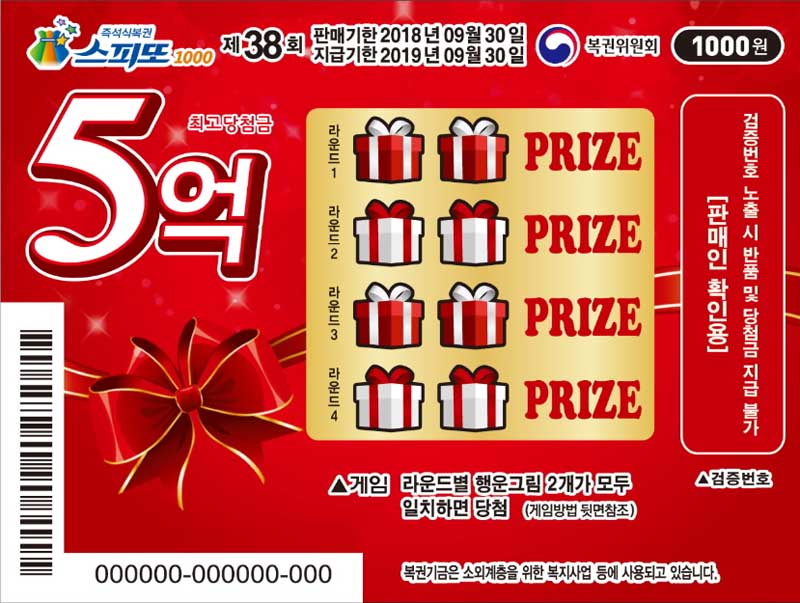 즉석식복권
스피또1000
제38회
판매기한 2018년 09월 30일
지급기한 2019년 09월 30일
복권위원회
1000원
최고당첨금
5억
라운드1 PRIZE
라운드2 PRIZE
라운드3 PRIZE
라운드4 PRIZE
검증번호 노출 시 반품 및 당첨금 지급 불가
[판매인 확인용]
▲게임 라운드별 행운그림 2개가 모두
일치하면 당첨 (게임방법 뒷면참조)
▲검증번호
000000-000000-000
복권기금은 소외계층을 위한 복지사업 등에 사용되고 있습니다.